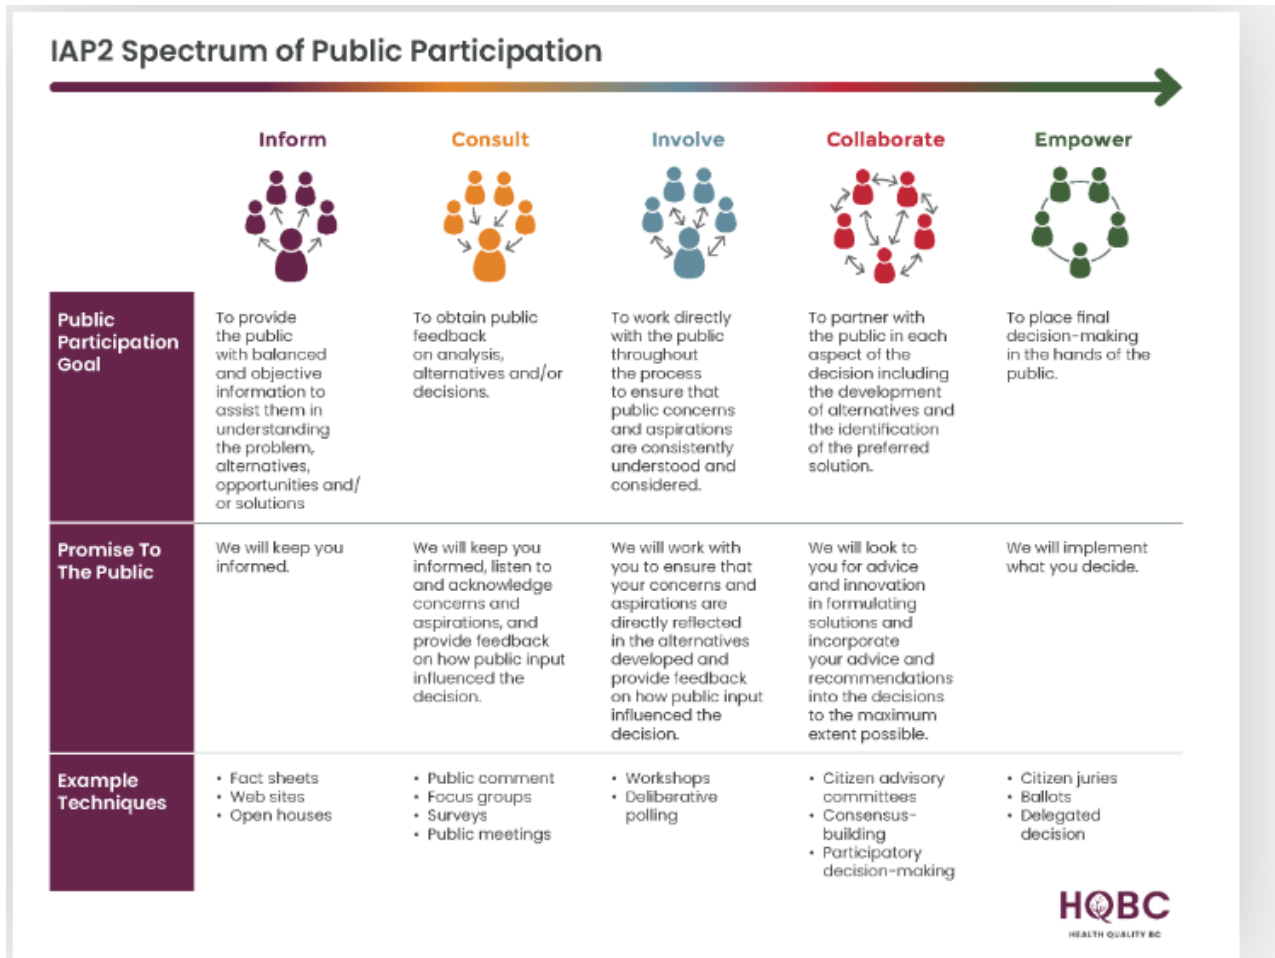 IAP2 Spectrum of Public Participation
Inform
Consult
Involve
Collaborate
Empower
Public
Participation
Goal
To provide
the public
with balanced
and objective
information to
assist them in
understanding
the problem,
alternatives,
opportunities and/
or solutions
To obtain public
feedback
on analysis,
alternatives and/or
decisions.
To work directly
with the public
throughout
the process
to ensure that
public concerns
and aspirations
are consistently
understood and
considered.
To partner with
the public in each
aspect of the
decision including
the development
of alternatives and
the identification
of the preferred
solution.
To place final
decision-making
in the hands of the
public.
Promise To
The Public
We will keep you
informed.
We will keep you
informed, listen to
and acknowledge
concerns and
aspirations, and
provide feedback
on how public input
influenced the
decision.
We will work with
you to ensure that
your concerns and
aspirations are
directly reflected
in the alternatives
developed and
provide feedback
on how public input
influenced the
decision.
We will look to
you for advice
and innovation
in formulating
solutions and
incorporate
your advice and
recommendations
into the decisions
to the maximum
extent possible.
We will implement
what you decide.
Example
Techniques
• Fact sheets
• Web sites
• Open houses
• Public comment
• Focus groups
• Surveys
• Public meetings
• Workshops
• Deliberative
polling
• Citizen advisory
committees
• Consensus-
building
• Participatory
decision-making
• Citizen juries
• Ballots
• Delegated
decision
HQBC
HEALTH QUALITY BC